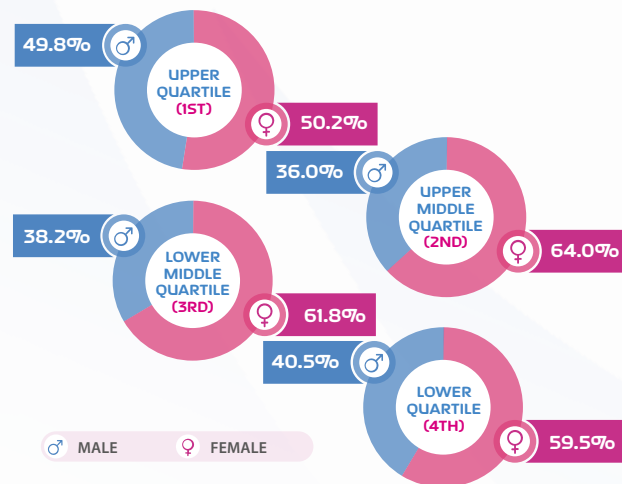 49.8%
UPPER
QUARTILE
(1ST)
50.2%
36.0%
UPPER
MIDDLE
QUARTILE
(2ND)
64.0%
38.2%
LOWER
MIDDLE
QUARTILE
(3RD)
61.8%
40.5%
LOWER
QUARTILE
(4TH)
59.5%
MALE
FEMALE